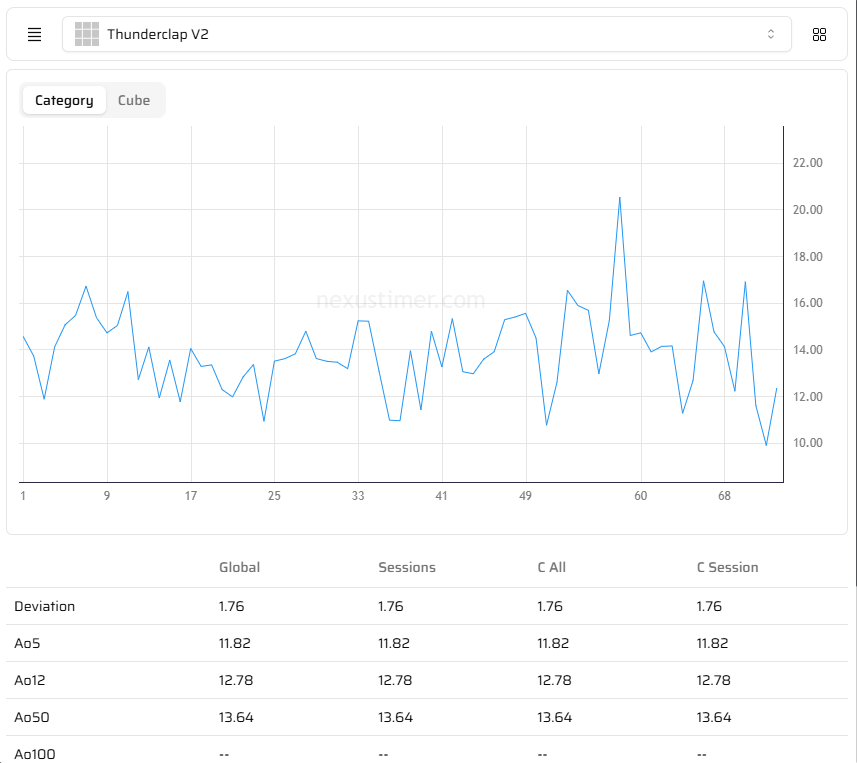 Thunderclap V2
Category Cube
22.00
20.00
18.00
nexustimer.com
16.00
14.00
12.00
10.00
1 9 17 25 33 41 49 60 68
Global Sessions C All C Session
Deviation 1.76 1.76 1.76 1.76
Ao5 11.82 11.82 11.82 11.82
Ao12 12.78 12.78 12.78 12.78
Ao50 13.64 13.64 13.64 13.64
Ao100 -- -- -- --